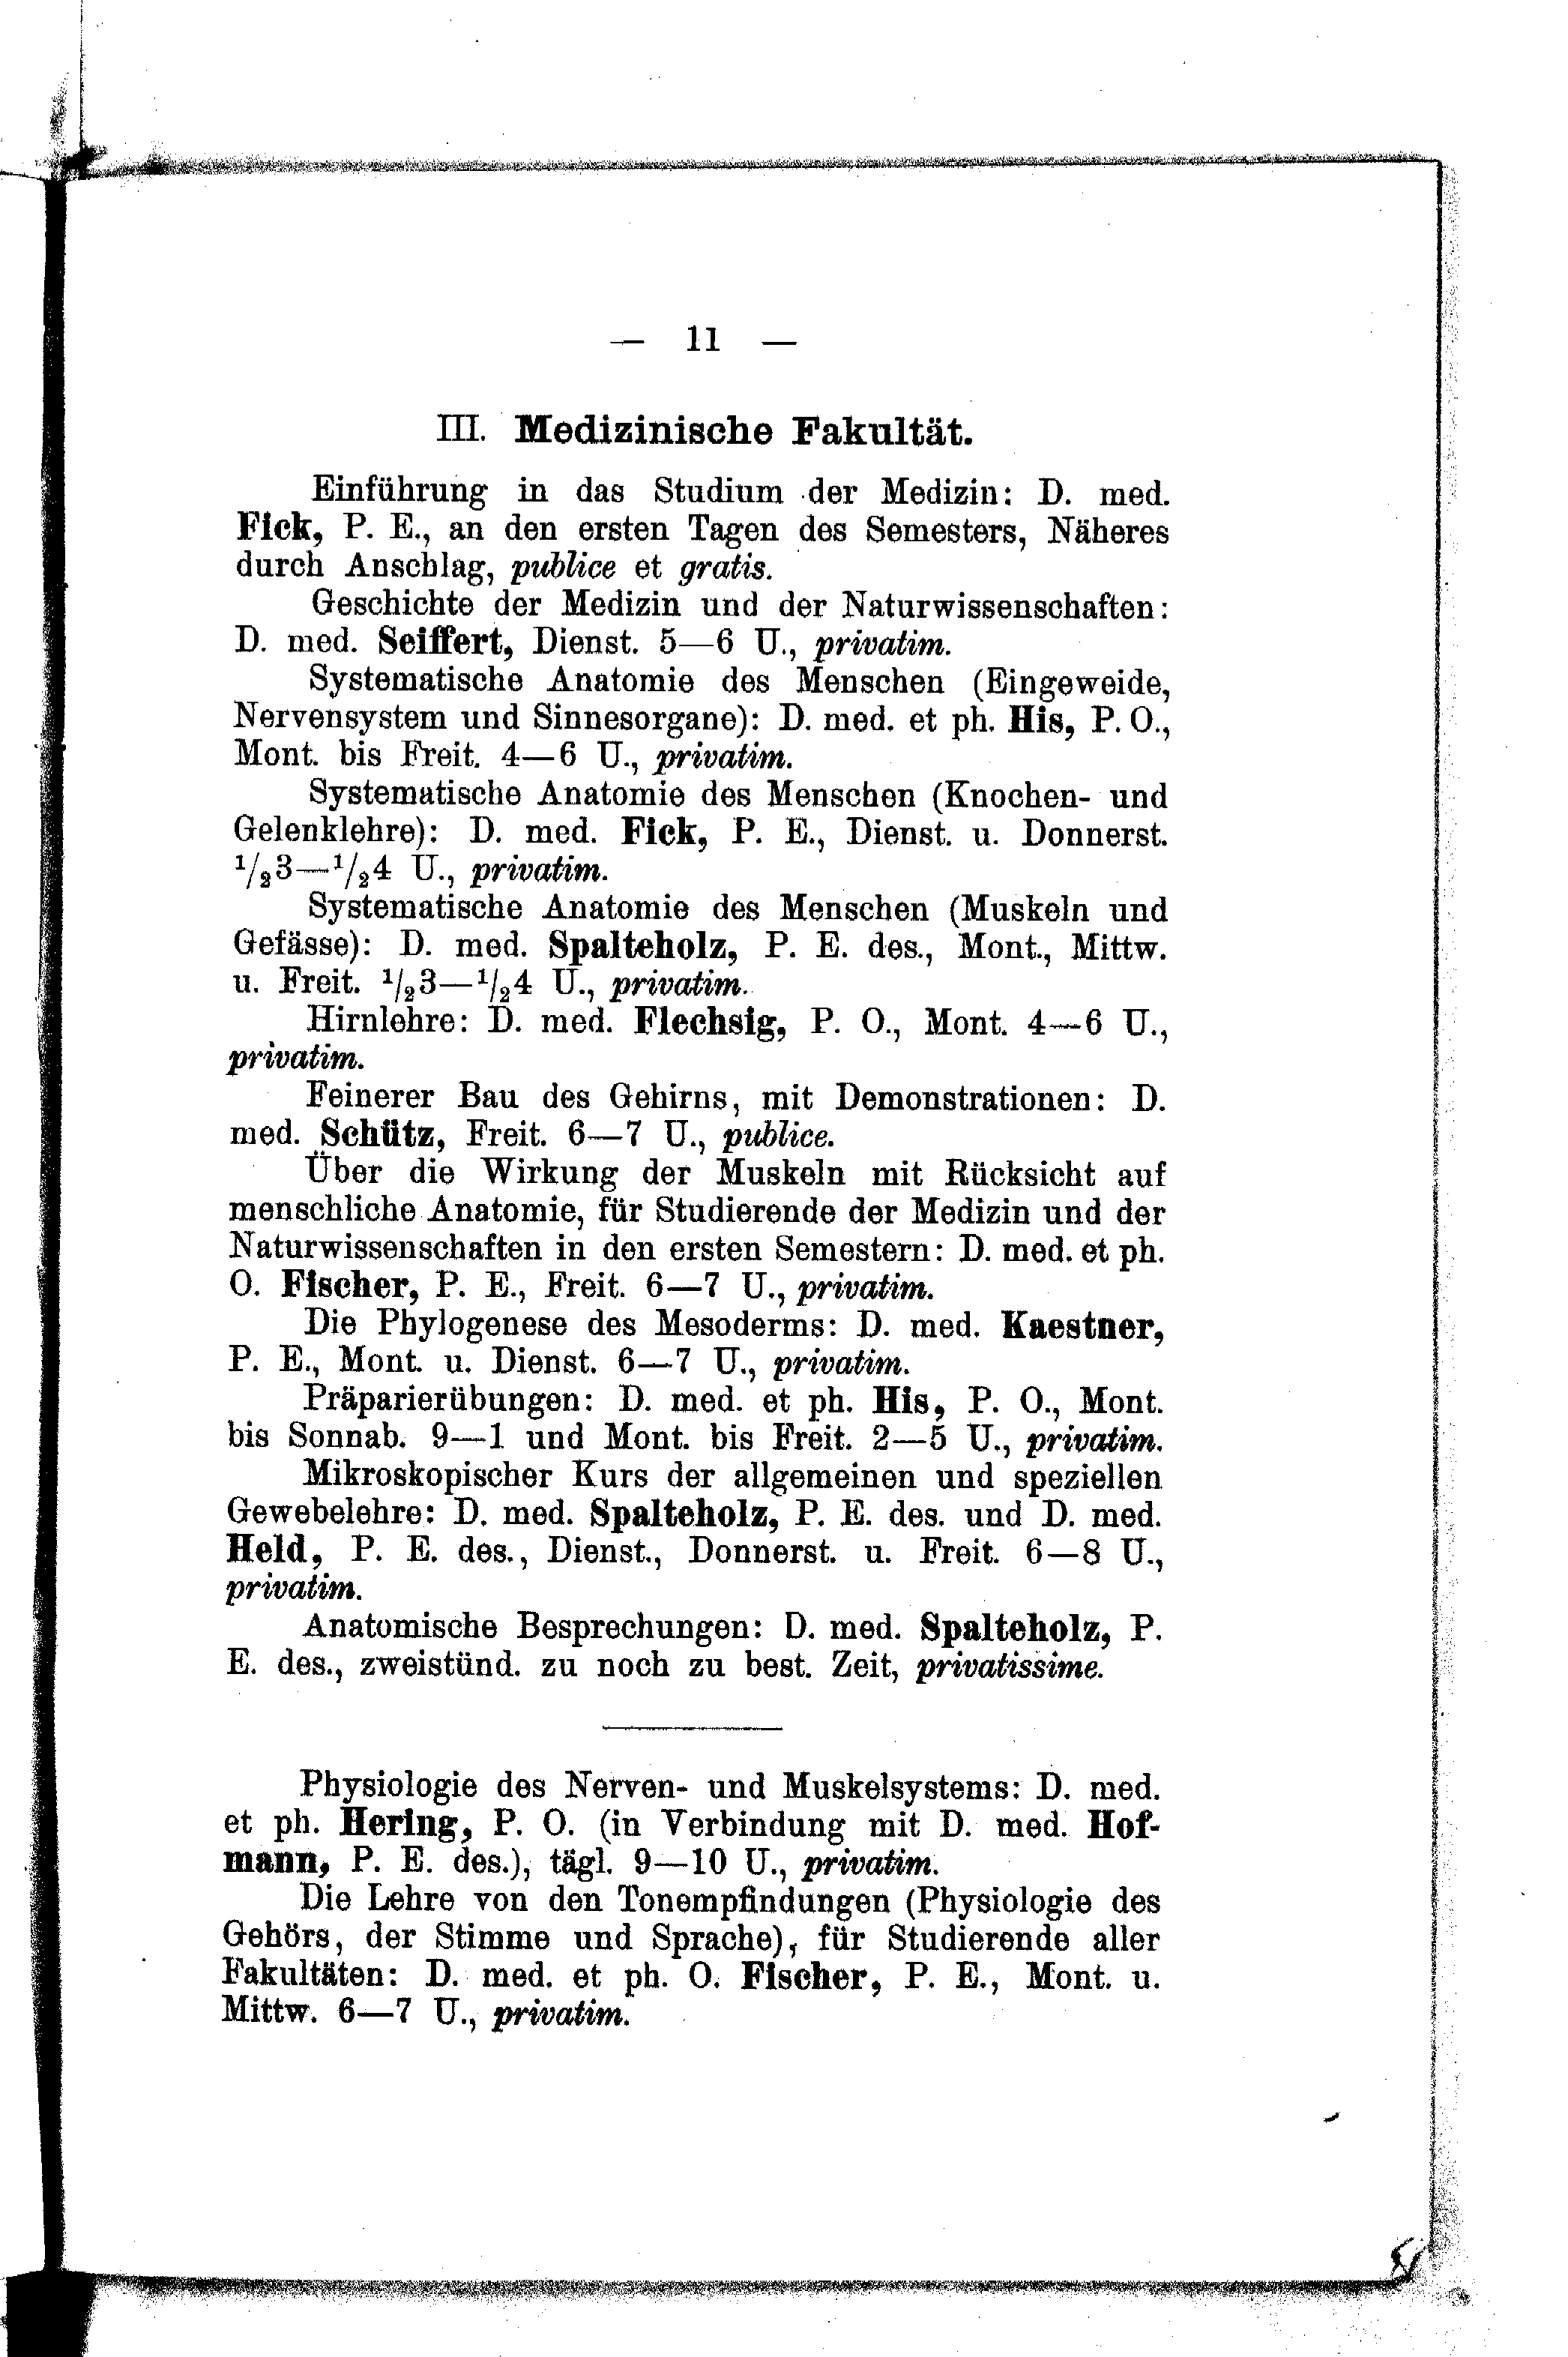 — 11 —
III. Medizinische Fakultät.
Einführung in das Studium der Medizin: D. med.
Fick, P. E., an den ersten Tagen des Semesters, Näheres
durch Anschlag, publice et gratis.
Geschichte der Medizin und der Naturwissenschaften:
D. med. Seiffert, Dienst. 5—6 U., privatim.
Systematische Anatomie des Menschen (Eingeweide,
Nervensystem und Sinnesorgane): D. med. et ph. His, P. O.,
Mont. bis Freit. 4—6 U., privatim.
Systematische Anatomie des Menschen (Knochen- und
Gelenklehre): D. med. Fick, P. E., Dienst. u. Donnerst.
1/23—1/24 U., privatim.
Systematische Anatomie des Menschen (Muskeln und
Gefässe): D. med. Spalteholz, P. E. des., Mont., Mittw.
u. Freit. 1/23—1/24 U., privatim.
Hirnlehre: D. med. Flechsig, P. O., Mont. 4—6 U.,
privatim.
Feinerer Bau des Gehirns, mit Demonstrationen: D.
med. Schütz, Freit. 6—7 U., publice.
Über die Wirkung der Muskeln mit Rücksicht auf
menschliche Anatomie, für Studierende der Medizin und der
Naturwissenschaften in den ersten Semestern: D. med. et ph.
O. Fischer, P. E., Freit. 6—7 U., privatim.
Die Phylogenese des Mesoderms: D. med. Kaestner,
P. E., Mont. u. Dienst. 6—7 U., privatim.
Präparierübungen: D. med. et ph. His, P. O., Mont.
bis Sonnab. 9—1 und Mont. bis Freit. 2—5 U., privatim.
Mikroskopischer Kurs der allgemeinen und speziellen
Gewebelehre: D. med. Spalteholz, P. E. des. und D. med.
Held, P. E. des., Dienst., Donnerst. u. Freit. 6—8 U.,
privatim.
Anatomische Besprechungen: D. med. Spalteholz, P.
E. des., zweistünd. zu noch zu best. Zeit, privatissime.
Physiologie des Nerven- und Muskelsystems: D. med.
et ph. Hering, P. O. (in Verbindung mit D. med. Hof-
mann, P. E. des.), tägl. 9—10 U., privatim.
Die Lehre von den Tonempfindungen (Physiologie des
Gehörs, der Stimme und Sprache), für Studierende aller
Fakultäten: D. med. et ph. O. Fischer, P. E., Mont. u.
Mittw. 6—7 U., privatim.